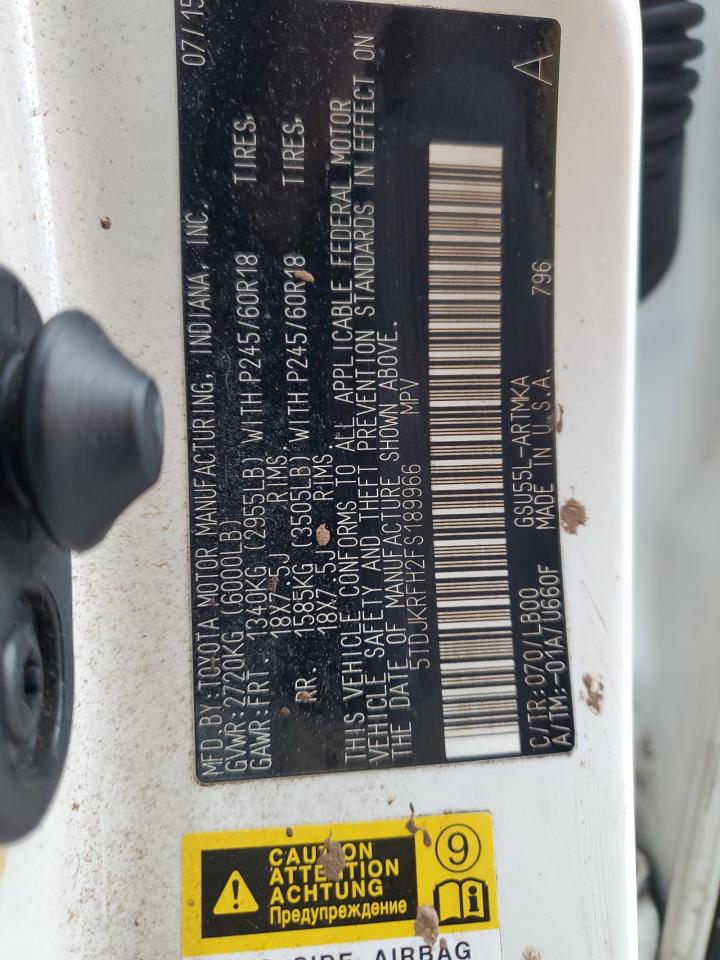 MFD.BY:TOYOTA MOTOR MANUFACTURING, INDIANA, INC. 07/15
GVWR:2720KG (6000LB)
GAWR:FRT. 1340KG (2955LB) WITH P245/60R18 TIRES,
18X7.5J RIMS.
RR. 1585KG (3505LB) WITH P245/60R18 TIRES,
18X7.5J RIMS.
THIS VEHICLE CONFORMS TO ALL APPLICABLE FEDERAL MOTOR
VEHICLE SAFETY AND THEFT PREVENTION STANDARDS IN EFFECT ON
THE DATE OF MANUFACTURE SHOWN ABOVE.
5TDJKRFH2FS189966 MPV
C/TR:070/LB00 GSU55L-ARTMKA 796 A
A/TM:-01A/U660F MADE IN U.S.A.
CAUTION
ATTENTION
ACHTUNG
Предупреждение
9
SIDE AIRBAG